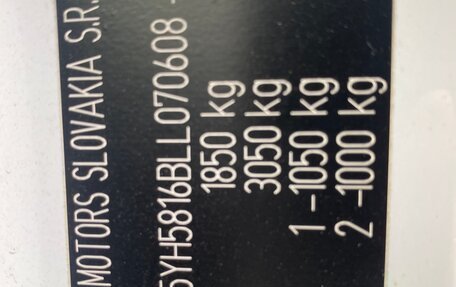 MOTORS SLOVAKIA S.R.
5YH5816BLL070608 -
1850 kg
3050 kg
1 -1050 kg
2 -1000 kg